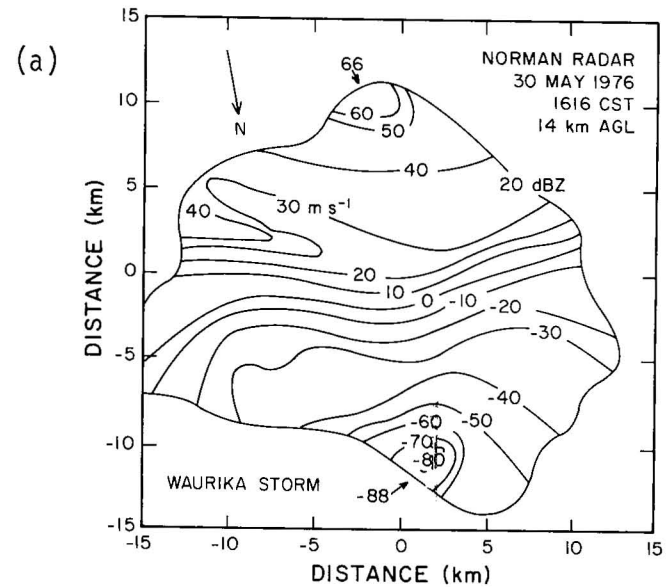 (a)
NORMAN RADAR
30 MAY 1976
1616 CST
14 km AGL
N
66
60
50
40
20 dBZ
30 m s⁻¹
40
20
10
0
-10
-20
-30
-40
-50
-60
-70
-80
-88
WAURIKA STORM
15
10
5
0
-5
-10
-15
DISTANCE (km)
-15
-10
-5
0
5
10
15
DISTANCE (km)